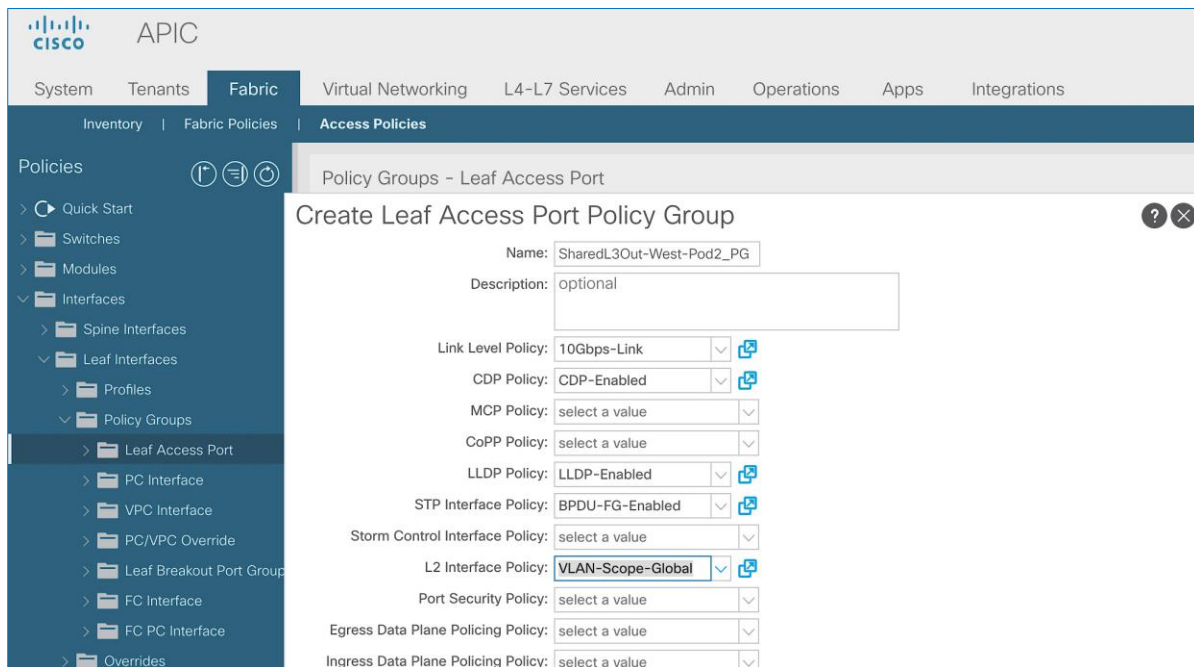 CISCO
APIC
System Tenants Fabric Virtual Networking L4-L7 Services Admin Operations Apps Integrations
Inventory | Fabric Policies | Access Policies
Policies
Quick Start
Switches
Modules
Interfaces
Spine Interfaces
Leaf Interfaces
Profiles
Policy Groups
Leaf Access Port
PC Interface
VPC Interface
PC/VPC Override
Leaf Breakout Port Group
FC Interface
FC PC Interface
Overrides
Policy Groups - Leaf Access Port
Create Leaf Access Port Policy Group
Name: SharedL3Out-West-Pod2_PG
Description: optional
Link Level Policy: 10Gbps-Link
CDP Policy: CDP-Enabled
MCP Policy: select a value
CoPP Policy: select a value
LLDP Policy: LLDP-Enabled
STP Interface Policy: BPDU-FG-Enabled
Storm Control Interface Policy: select a value
L2 Interface Policy: VLAN-Scope-Global
Port Security Policy: select a value
Egress Data Plane Policing Policy: select a value
Ingress Data Plane Policing Policy: select a value